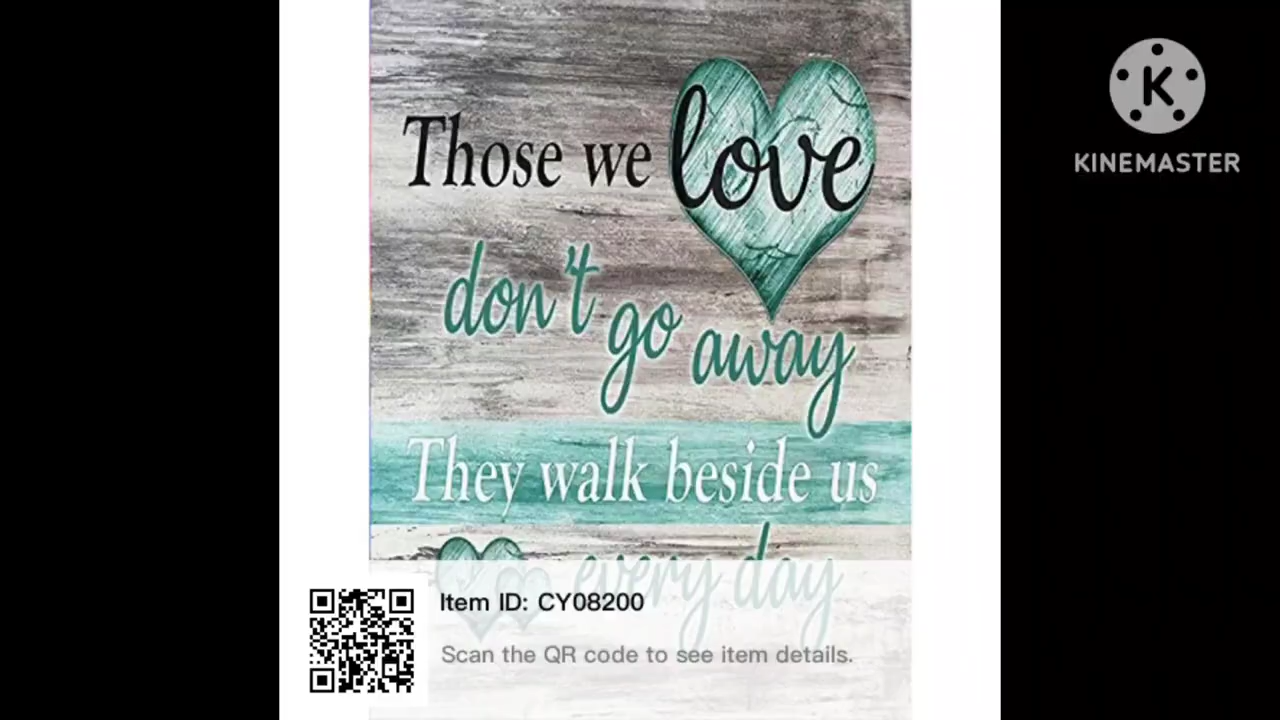 Those we love
don't go away
They walk beside us
every day
Item ID: CY08200
Scan the QR code to see item details.
K
KINEMASTER